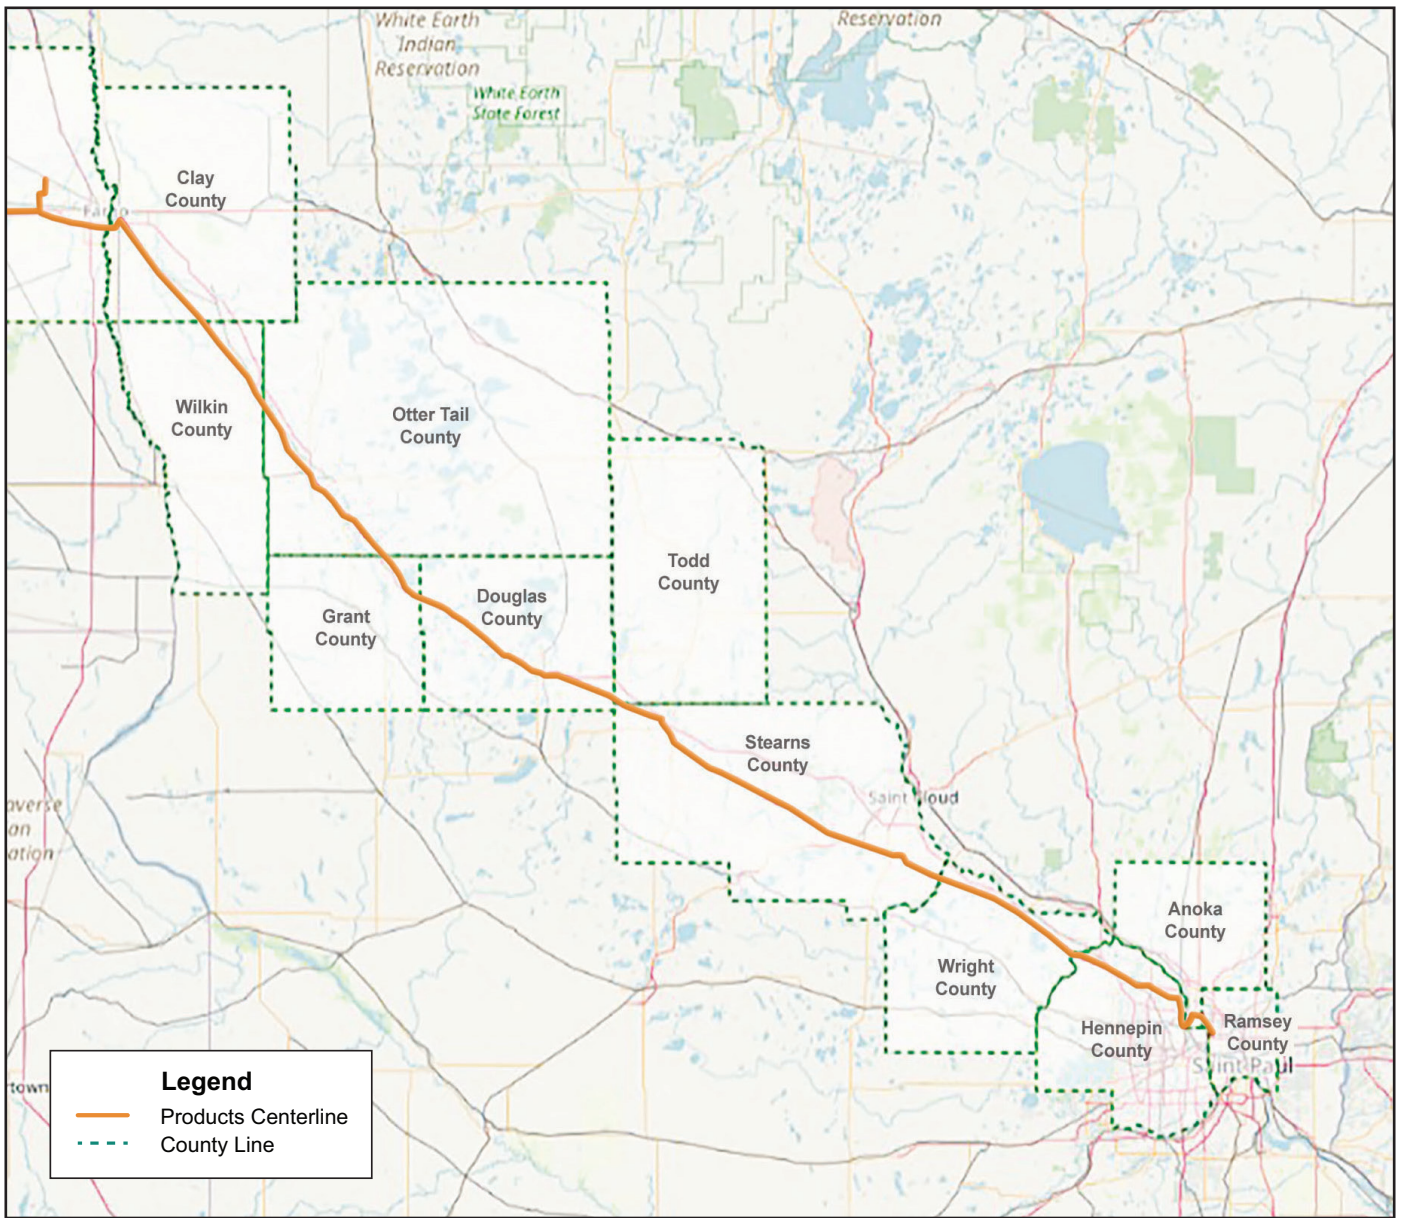 White Earth
Indian
Reservation
Reservation
White Earth
State Forest
Clay
County
Wilkin
County
Otter Tail
County
Todd
County
Douglas
County
Grant
County
Stearns
County
Anoka
County
Wright
County
Hennepin
County
Ramsey
County
Saint Paul
Legend
Products Centerline
County Line